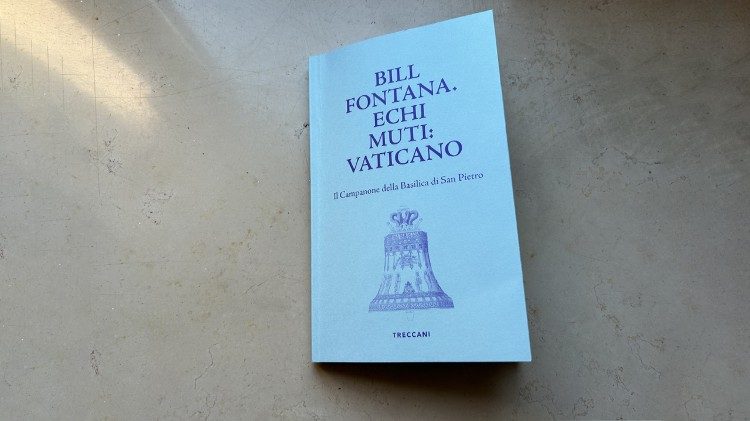 BILL
FONTANA.
ECHI
MUTI:
VATICANO
Il Campanone della Basilica di San Pietro
TRECCANI